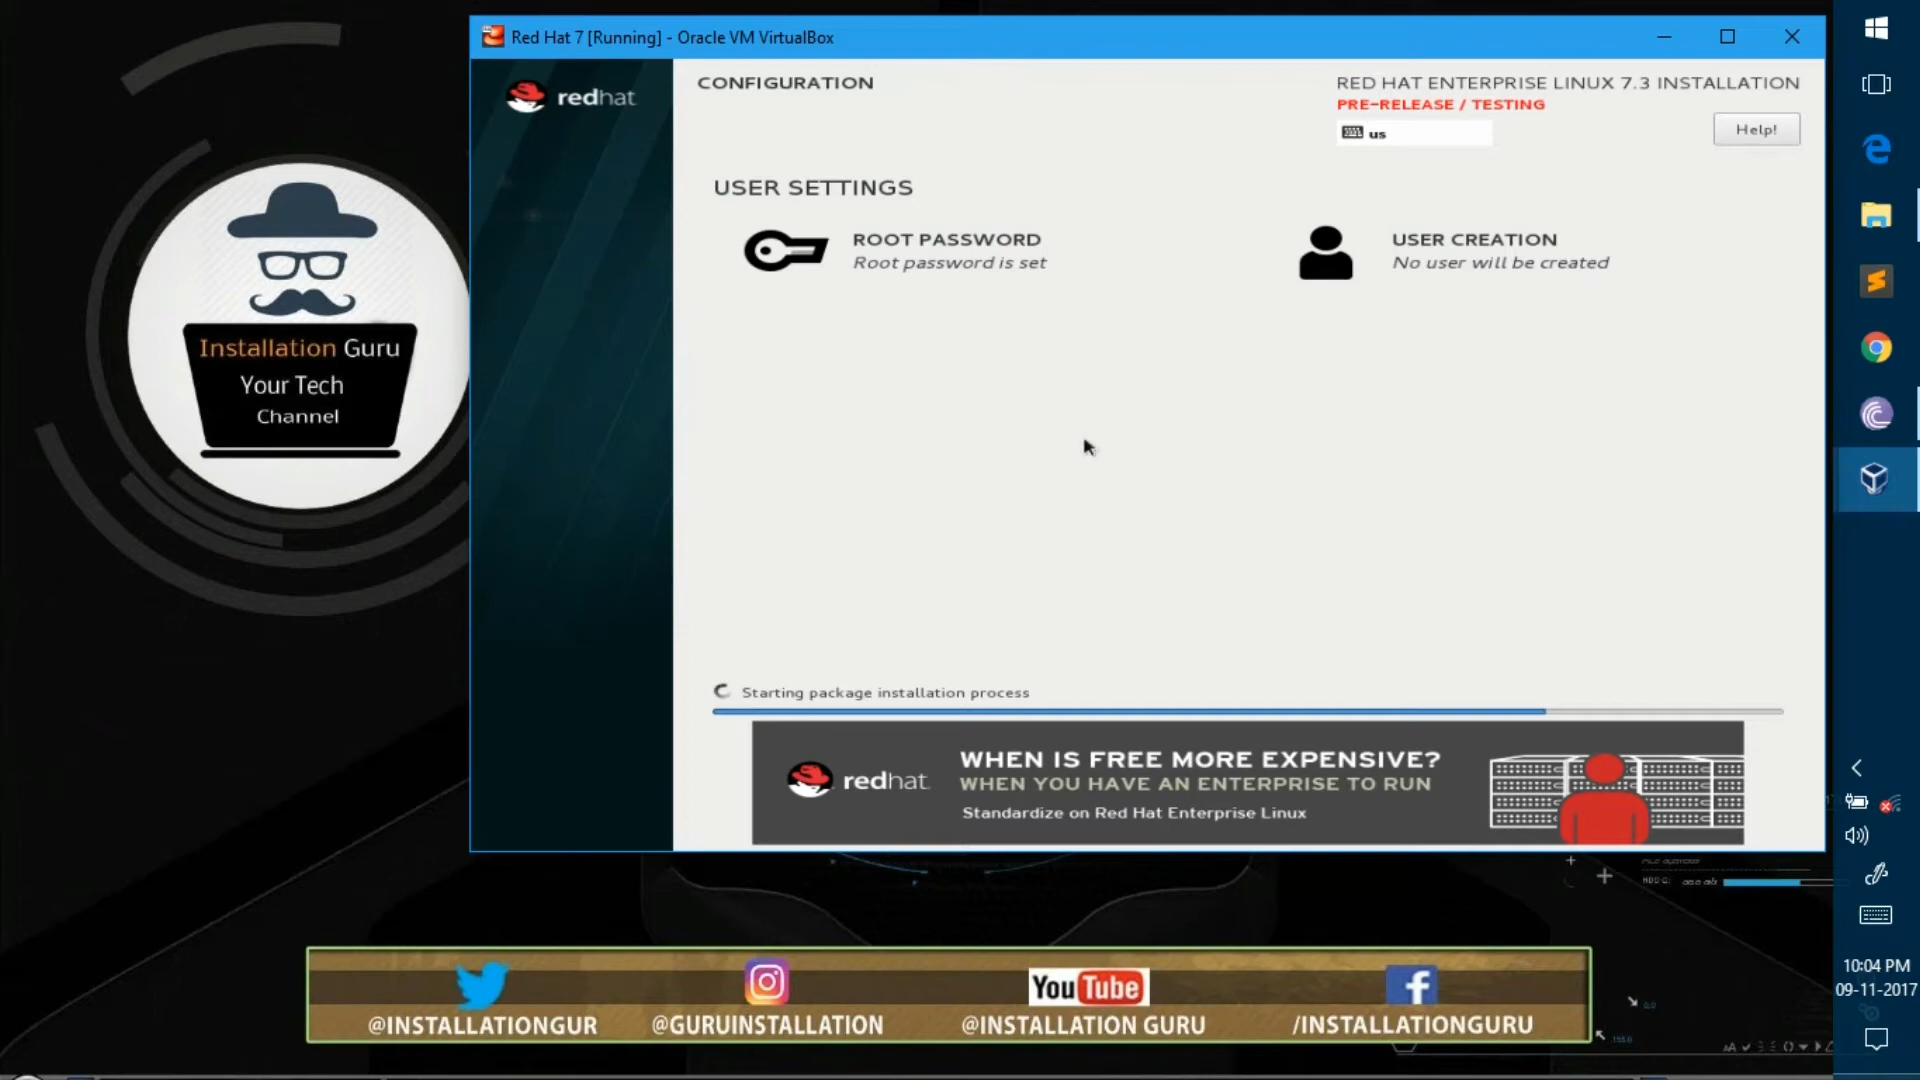 Red Hat 7 [Running] - Oracle VM VirtualBox
redhat
CONFIGURATION
RED HAT ENTERPRISE LINUX 7.3 INSTALLATION
PRE-RELEASE / TESTING
us
Help!
USER SETTINGS
ROOT PASSWORD
Root password is set
USER CREATION
No user will be created
Installation Guru
Your Tech
Channel
Starting package installation process
redhat
WHEN IS FREE MORE EXPENSIVE?
WHEN YOU HAVE AN ENTERPRISE TO RUN
Standardize on Red Hat Enterprise Linux
YouTube
@INSTALLATIONGUR
@GURUINSTALLATION
@INSTALLATION GURU
/INSTALLATIONGURU
10:04 PM
09-11-2017